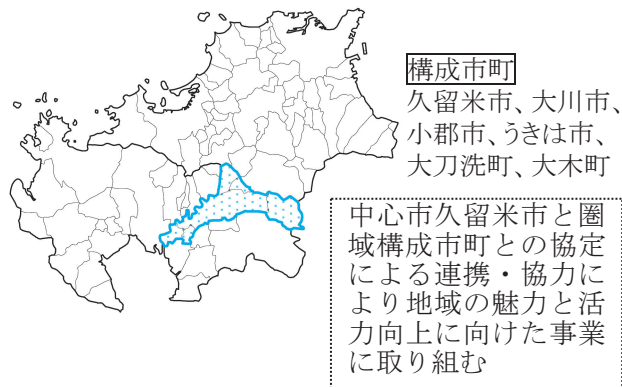 構成市町
久留米市、大川市、
小郡市、うきは市、
大刀洗町、大木町
中心市久留米市と圏
域構成市町との協定
による連携・協力に
より地域の魅力と活
力向上に向けた事業
に取り組む